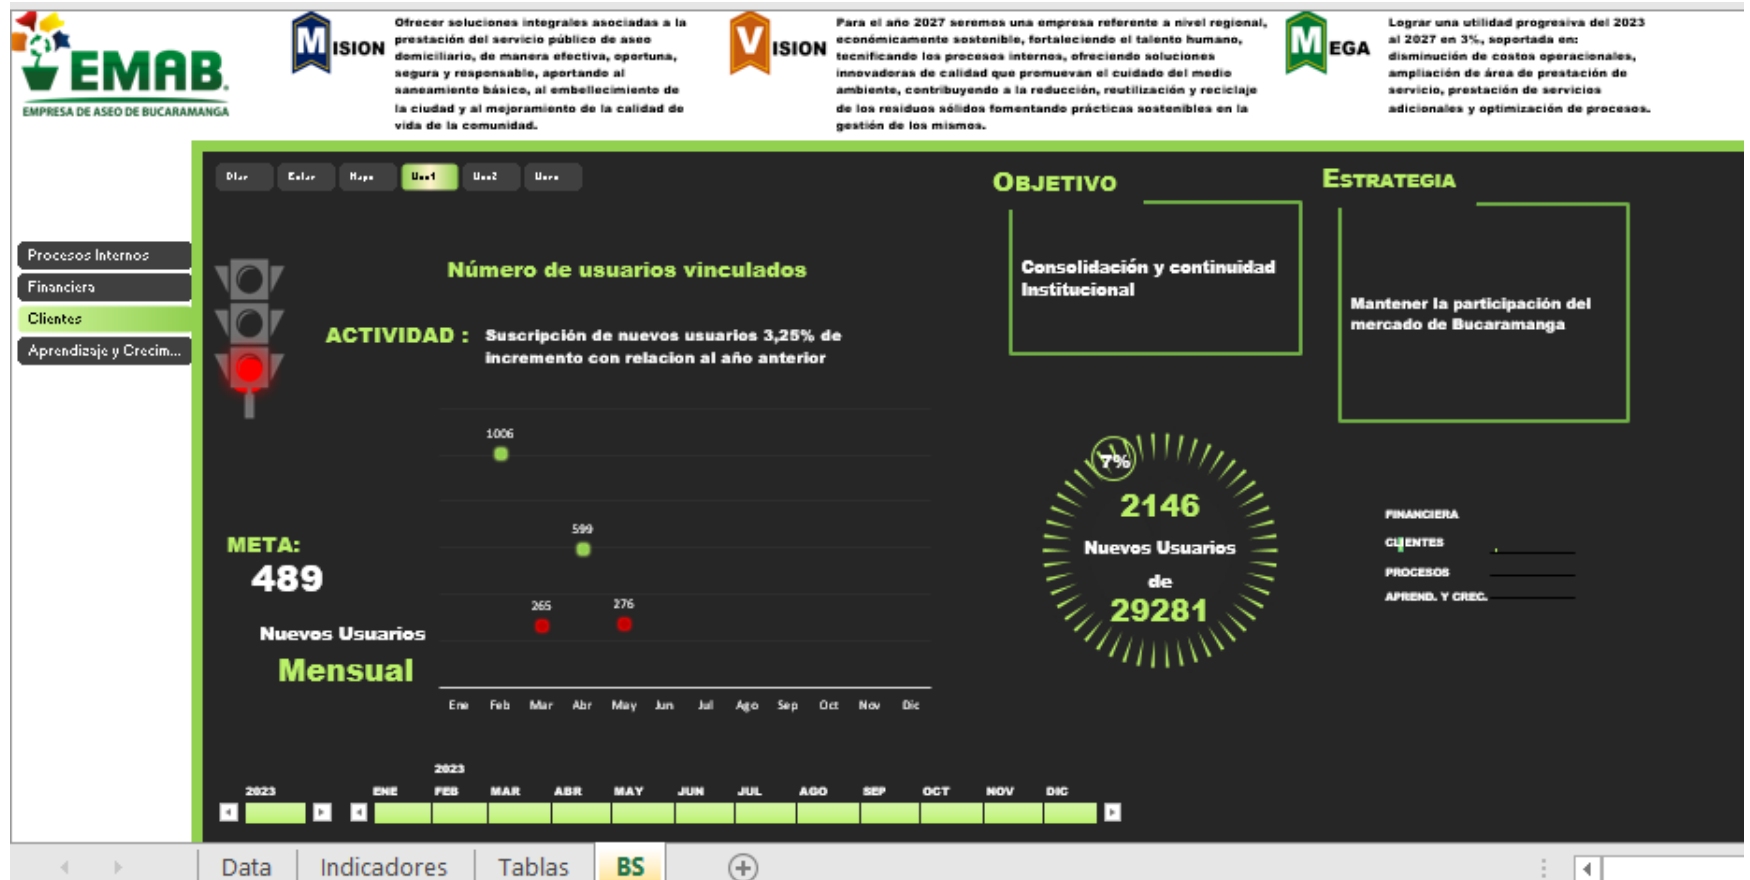 EMAB
EMPRESA DE ASEO DE BUCARAMANGA
MISION
Ofrecer soluciones integrales asociadas a la
prestación del servicio público de aseo
domiciliario, de manera efectiva, oportuna,
segura y responsable, aportando al
saneamiento básico, al embellecimiento de
la ciudad y al mejoramiento de la calidad de
vida de la comunidad.
VISION
Para el año 2027 seremos una empresa referente a nivel regional,
económicamente sostenible, fortaleciendo el talento humano,
tecnificando los procesos internos, ofreciendo soluciones
innovadoras de calidad que promuevan el cuidado del medio
ambiente, contribuyendo a la reducción, reutilización y reciclaje
de los residuos sólidos fomentando prácticas sostenibles en la
gestión de los mismos.
MEGA
Lograr una utilidad progresiva del 2023
al 2027 en 3%, soportada en:
disminución de costos operacionales,
ampliación de área de prestación de
servicio, prestación de servicios
adicionales y optimización de procesos.
Procesos Internos
Financiera
Clientes
Aprendizaje y Crecim...
Número de usuarios vinculados
ACTIVIDAD :
Suscripción de nuevos usuarios 3,25% de
incremento con relacion al año anterior
OBJETIVO
Consolidación y continuidad
Institucional
ESTRATEGIA
Mantener la participación del
mercado de Bucaramanga
META:
489
Nuevos Usuarios
Mensual
1006
599
265
276
Ene Feb Mar Abr May Jun Jul Ago Sep Oct Nov Dic
7%
2146
Nuevos Usuarios
de
29281
FINANCIERA
CLIENTES
PROCESOS
APREND. Y CREC.
2023
2023
ENE FEB MAR ABR MAY JUN JUL AGO SEP OCT NOV DIC
Data Indicadores Tablas BS